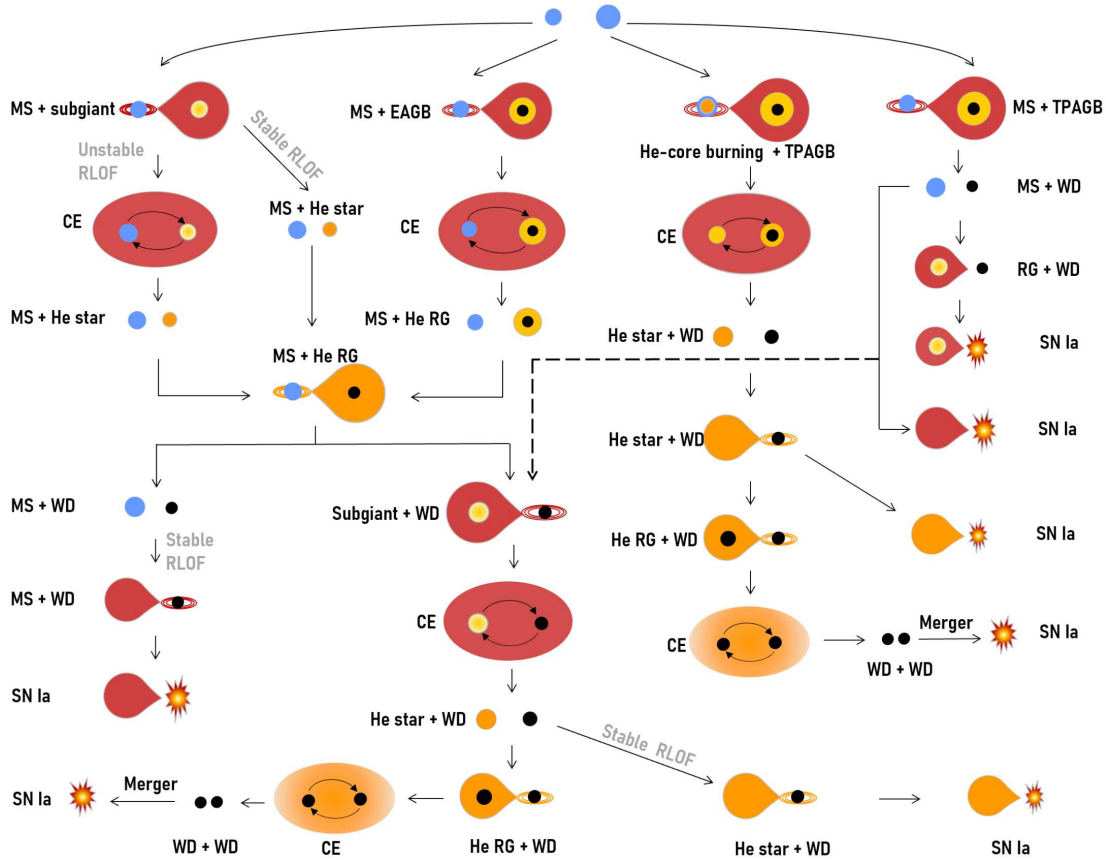 MS + subgiant
MS + EAGB
He-core burning + TPAGB
MS + TPAGB
Unstable
RLOF
Stable RLOF
MS + WD
CE
MS + He star
CE
CE
RG + WD
MS + He star
MS + He RG
He star + WD
SN Ia
MS + He RG
SN Ia
He star + WD
MS + WD
Subgiant + WD
He RG + WD
SN Ia
Stable
RLOF
MS + WD
CE
CE
Merger
SN Ia
WD + WD
SN Ia
He star + WD
Stable RLOF
SN Ia
Merger
WD + WD
CE
He RG + WD
He star + WD
SN Ia